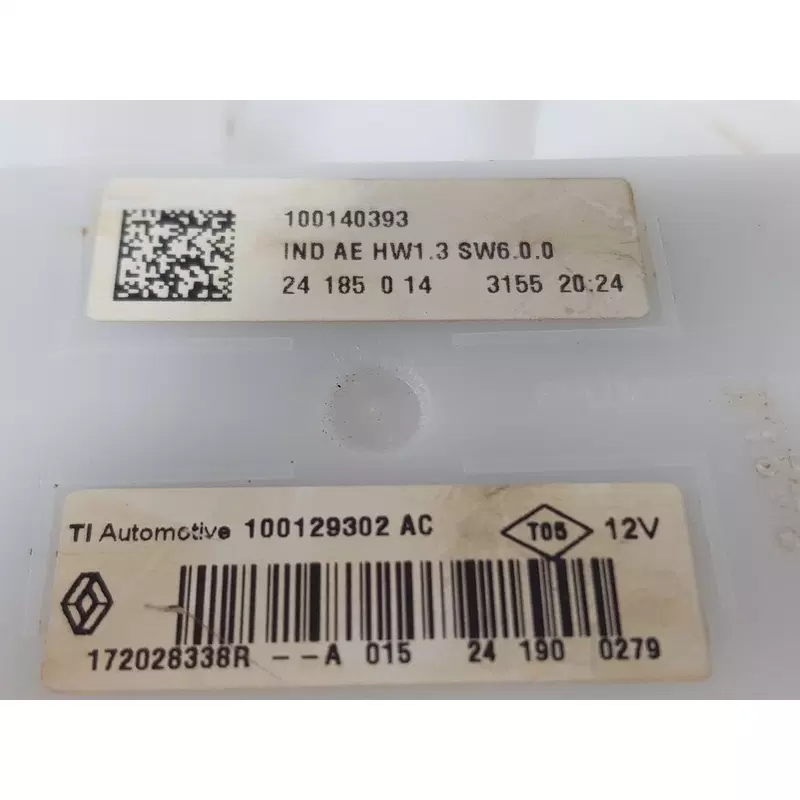 100140393
IND AE HW1.3 SW6.0.0
24 185 0 14 3155 20:24
TI Automotive 100129302 AC T05 12V
172028338R --A 015 24 190 0279